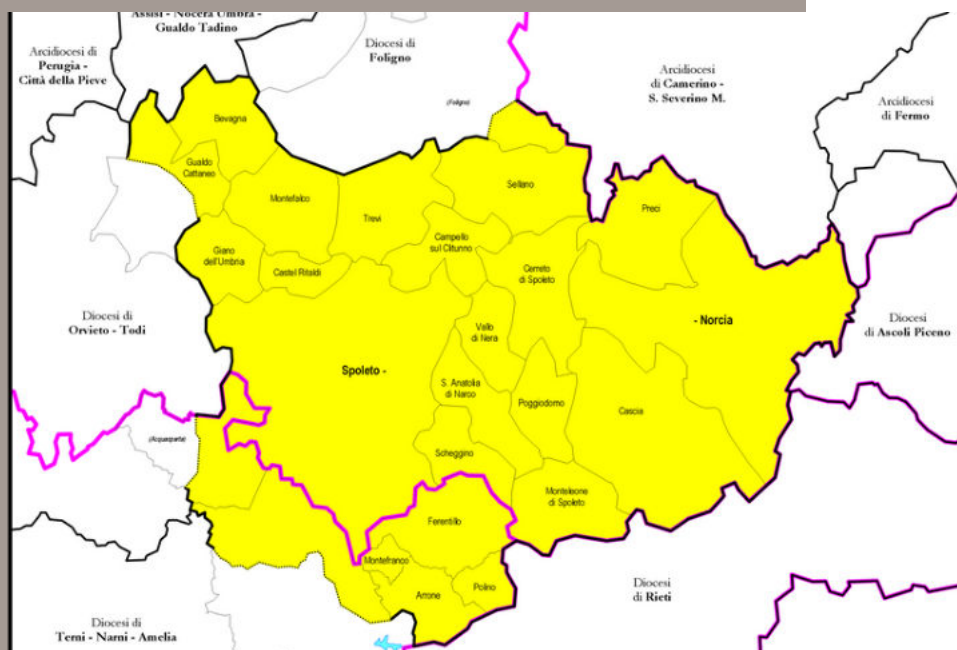 Assisi - Nocera Umbra -
Gualdo Tadino
Diocesi di
Foligno
Arcidiocesi di
Perugia -
Città della Pieve
Arcidiocesi
di Camerino -
S. Severino M.
Arcidiocesi
di Fermo
(Foligno)
Bevagna
Gualdo
Cattaneo
Sellano
Montefalco
Preci
Trevi
Campello
sul Clitunno
Giano
dell'Umbria
Castel Ritaldi
Cerreto
di Spoleto
Diocesi di
Orvieto - Todi
- Norcia
Diocesi
di Ascoli Piceno
Vallo
di Nera
Spoleto -
S. Anatolia
di Narco
Poggiodomo
Cascia
(Acquasparta)
Scheggino
Monteleone
di Spoleto
Ferentillo
Montefranco
Arrone
Polino
Diocesi
di Rieti
Diocesi di
Terni - Narni - Amelia